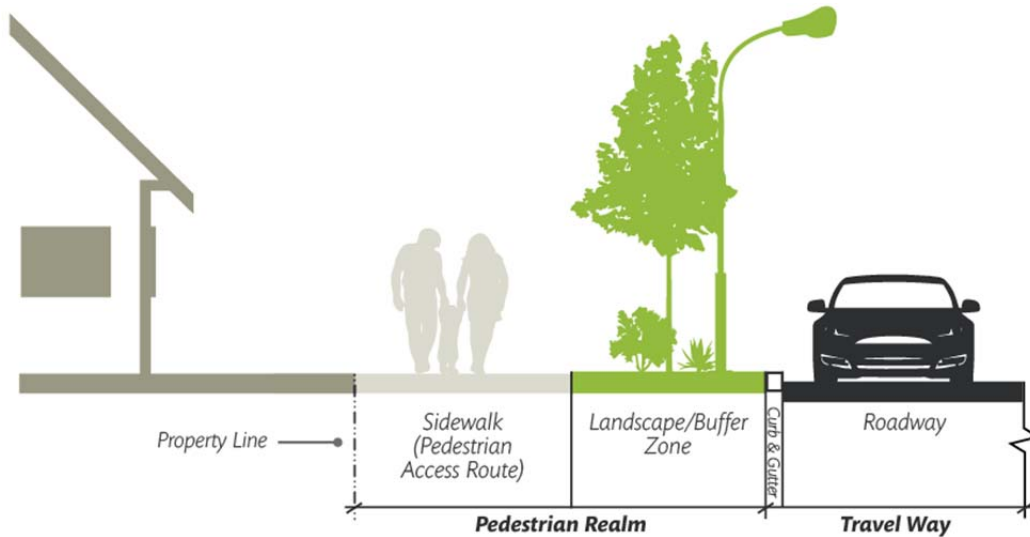 Property Line
Sidewalk
(Pedestrian
Access Route)
Landscape/Buffer
Zone
Curb & Gutter
Roadway
Pedestrian Realm
Travel Way